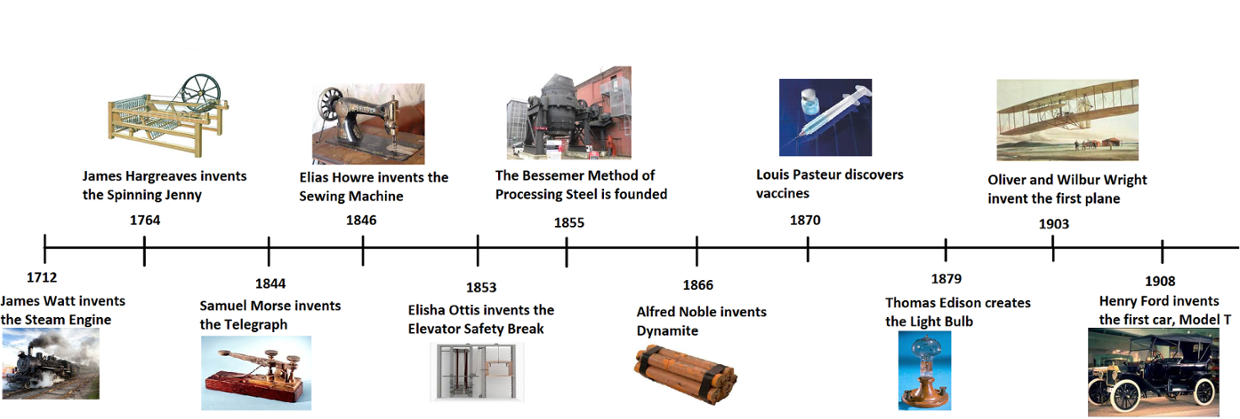 James Hargreaves invents
the Spinning Jenny
1764
Elias Howre invents the
Sewing Machine
1846
The Bessemer Method of
Processing Steel is founded
1855
Louis Pasteur discovers
vaccines
1870
Oliver and Wilbur Wright
invent the first plane
1903
1712
James Watt invents
the Steam Engine
1844
Samuel Morse invents
the Telegraph
1853
Elisha Ottis invents the
Elevator Safety Break
1866
Alfred Noble invents
Dynamite
1879
Thomas Edison creates
the Light Bulb
1908
Henry Ford invents
the first car, Model T